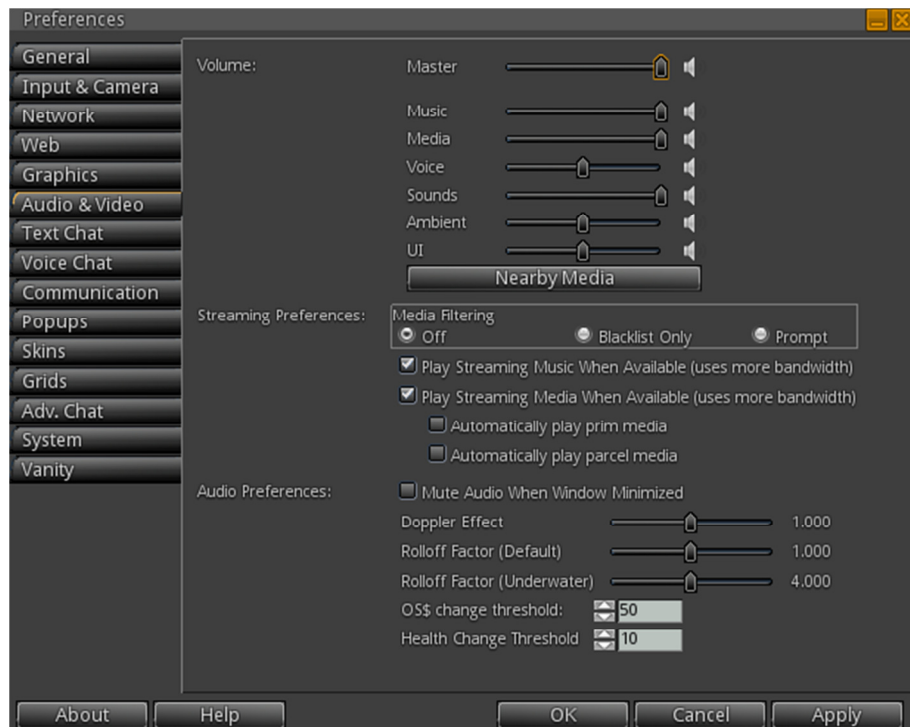 Preferences
General
Input & Camera
Network
Web
Graphics
Audio & Video
Text Chat
Voice Chat
Communication
Popups
Skins
Grids
Adv. Chat
System
Vanity
Volume:
Master
Music
Media
Voice
Sounds
Ambient
UI
Nearby Media
Streaming Preferences:
Media Filtering
Off Blacklist Only Prompt
Play Streaming Music When Available (uses more bandwidth)
Play Streaming Media When Available (uses more bandwidth)
Automatically play prim media
Automatically play parcel media
Audio Preferences:
Mute Audio When Window Minimized
Doppler Effect 1.000
Rolloff Factor (Default) 1.000
Rolloff Factor (Underwater) 4.000
OS$ change threshold: 50
Health Change Threshold 10
About Help OK Cancel Apply